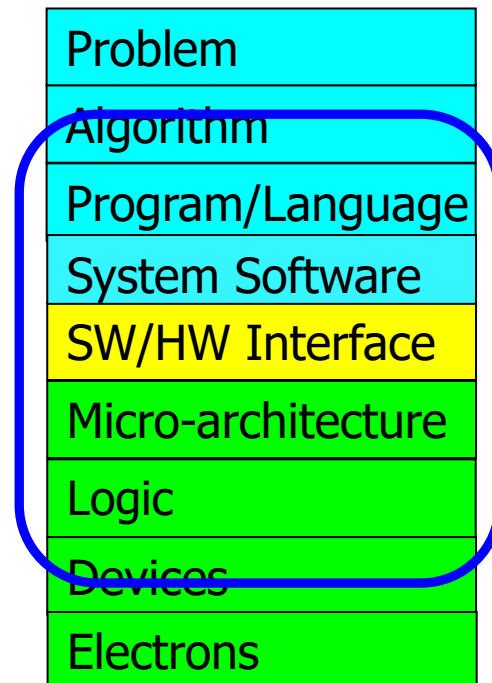 Problem
Algorithm
Program/Language
System Software
SW/HW Interface
Micro-architecture
Logic
Devices
Electrons